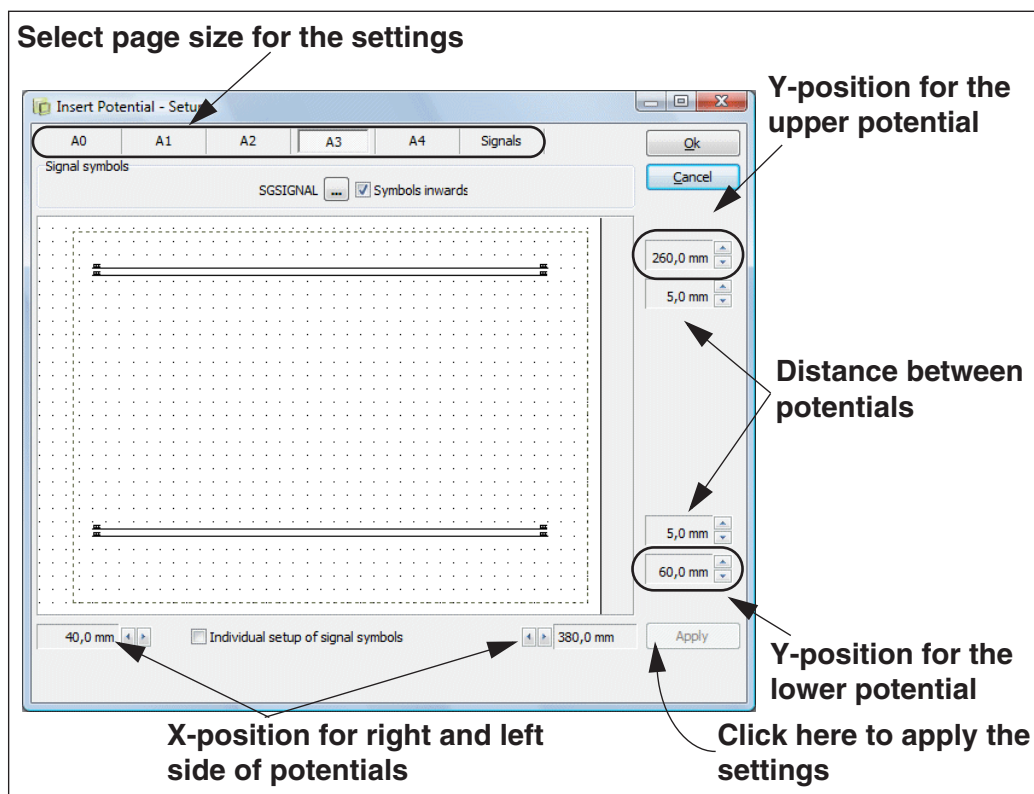 Select page size for the settings
Insert Potential - Setu
Y-position for the
upper potential
A0 A1 A2 A3 A4 Signals
Ok
Signal symbols
Cancel
SGSIGNAL ... Symbols inwards
260,0 mm
5,0 mm
Distance between
potentials
5,0 mm
60,0 mm
40,0 mm Individual setup of signal symbols 380,0 mm Apply
Y-position for the
lower potential
X-position for right and left
side of potentials
Click here to apply the
settings